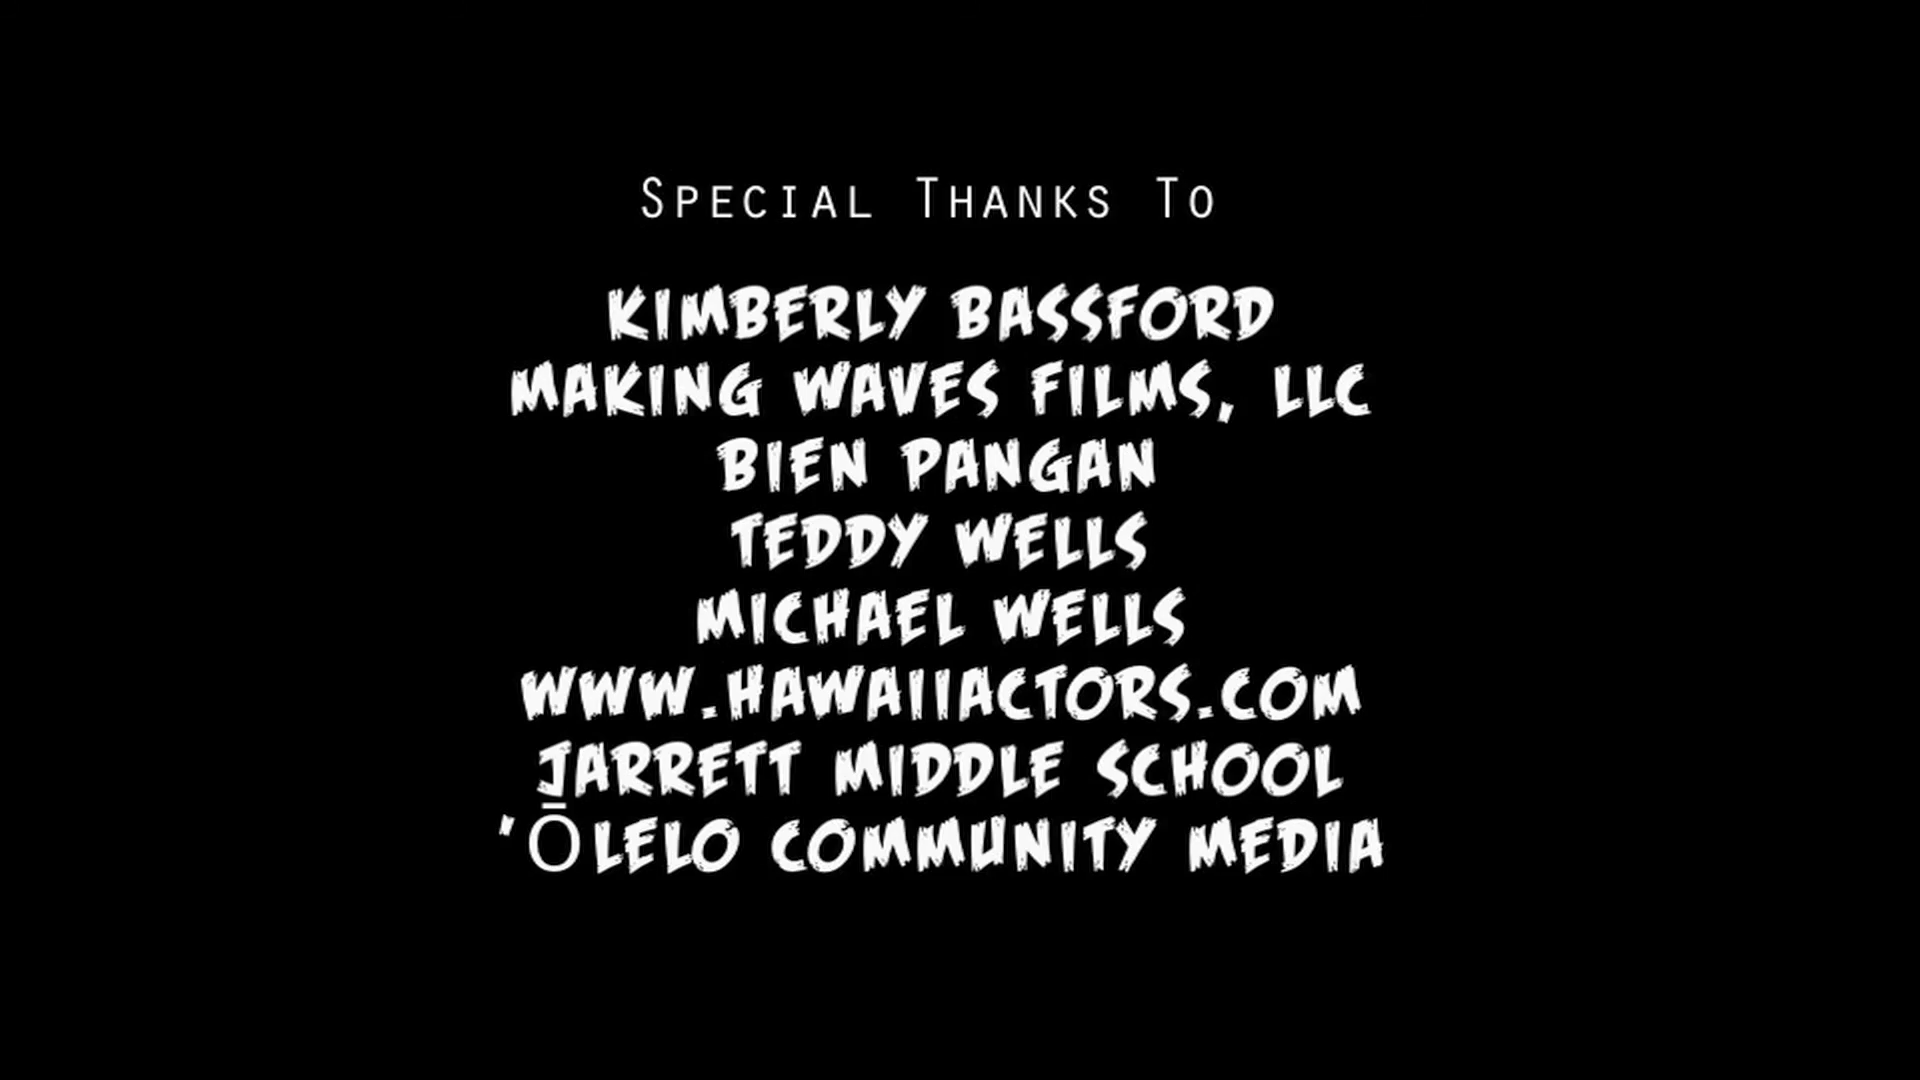 Special Thanks To
KIMBERLY BASSFORD
MAKING WAVES FILMS, LLC
BIEN PANGAN
TEDDY WELLS
MICHAEL WELLS
WWW.HAWAIIACTORS.COM
JARRETT MIDDLE SCHOOL
'ŌLELO COMMUNITY MEDIA